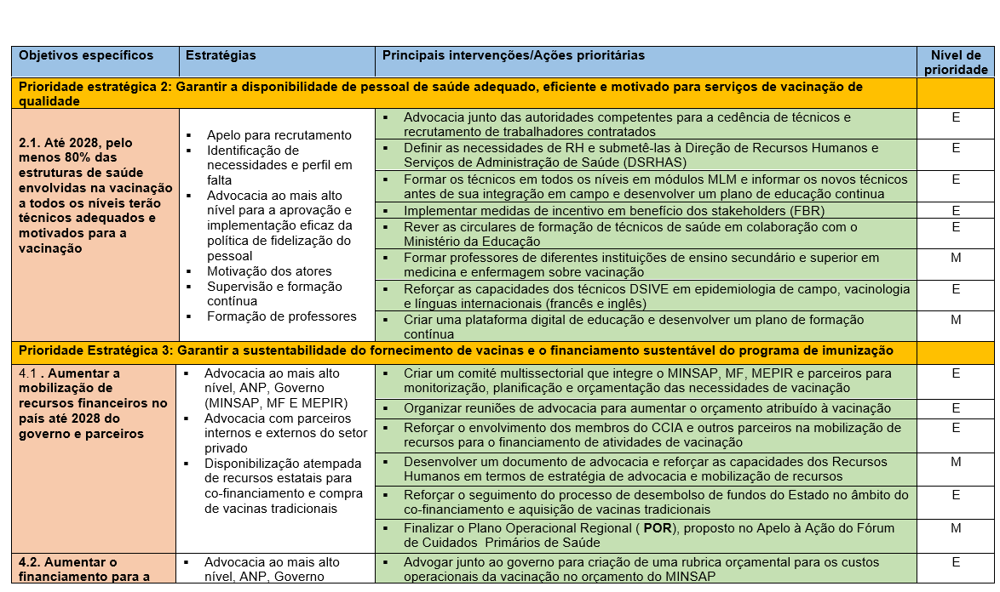 Objetivos específicos
Estratégias
Principais intervenções/Ações prioritárias
Nível de
prioridade
Prioridade estratégica 2: Garantir a disponibilidade de pessoal de saúde adequado, eficiente e motivado para serviços de vacinação de
qualidade
2.1. Até 2028, pelo
menos 80% das
estruturas de saúde
envolvidas na vacinação
a todos os níveis terão
técnicos adequados e
motivados para a
vacinação
▪ Apelo para recrutamento
▪ Identificação de
necessidades e perfil em
falta
▪ Advocacia ao mais alto
nível para a aprovação e
implementação eficaz da
política de fidelização do
pessoal
▪ Motivação dos atores
▪ Supervisão e formação
contínua
▪ Formação de professores
▪ Advocacia junto das autoridades competentes para a cedência de técnicos e
recrutamento de trabalhadores contratados
E
▪ Definir as necessidades de RH e submetê-las à Direção de Recursos Humanos e
Serviços de Administração de Saúde (DSRHAS)
E
▪ Formar os técnicos em todos os níveis em módulos MLM e informar os novos técnicos
antes de sua integração em campo e desenvolver um plano de educação continua
E
▪ Implementar medidas de incentivo em benefício dos stakeholders (FBR)
E
▪ Rever as circulares de formação de técnicos de saúde em colaboração com o
Ministério da Educação
E
▪ Formar professores de diferentes instituições de ensino secundário e superior em
medicina e enfermagem sobre vacinação
M
▪ Reforçar as capacidades dos técnicos DSIVE em epidemiologia de campo, vacinologia
e línguas internacionais (francês e inglês)
E
▪ Criar uma plataforma digital de educação e desenvolver um plano de formação
contínua
M
Prioridade Estratégica 3: Garantir a sustentabilidade do fornecimento de vacinas e o financiamento sustentável do programa de imunização
4.1 . Aumentar a
mobilização de
recursos financeiros no
país até 2028 do
governo e parceiros
▪ Advocacia ao mais alto
nível, ANP, Governo
(MINSAP, MF E MEPIR)
▪ Advocacia com parceiros
internos e externos do setor
privado
▪ Disponibilização atempada
de recursos estatais para
co-financiamento e compra
de vacinas tradicionais
▪ Criar um comité multissectorial que integre o MINSAP, MF, MEPIR e parceiros para
monitorização, planificação e orçamentação das necessidades de vacinação
E
▪ Organizar reuniões de advocacia para aumentar o orçamento atribuído à vacinação
E
▪ Reforçar o envolvimento dos membros do CCIA e outros parceiros na mobilização de
recursos para o financiamento de atividades de vacinação
E
▪ Desenvolver um documento de advocacia e reforçar as capacidades dos Recursos
Humanos em termos de estratégia de advocacia e mobilização de recursos
M
▪ Reforçar o seguimento do processo de desembolso de fundos do Estado no âmbito do
co-financiamento e aquisição de vacinas tradicionais
E
▪ Finalizar o Plano Operacional Regional ( POR), proposto no Apelo à Ação do Fórum
de Cuidados Primários de Saúde
M
4.2. Aumentar o
financiamento para a
▪ Advocacia ao mais alto
nível, ANP, Governo
▪ Advogar junto ao governo para criação de uma rubrica orçamental para os custos
operacionais da vacinação no orçamento do MINSAP
E